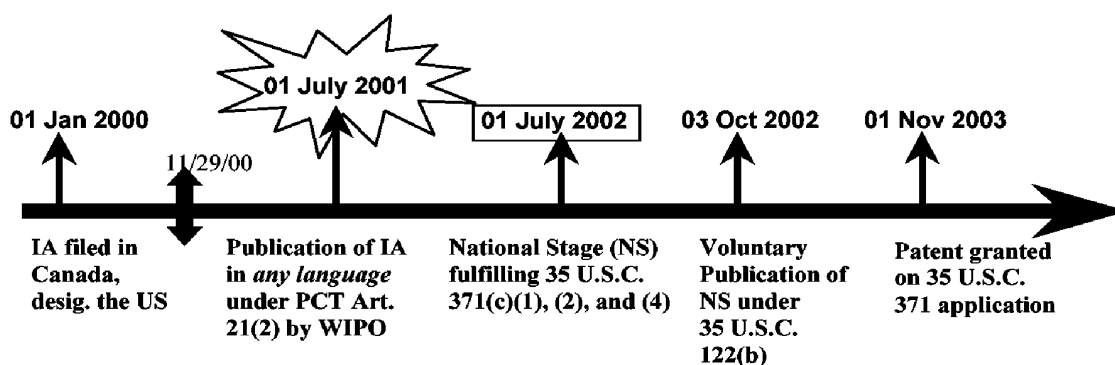 01 July 2001
01 Jan 2000
01 July 2002
03 Oct 2002
01 Nov 2003
11/29/00
IA filed in
Canada,
desig. the US
Publication of IA
in any language
under PCT Art.
21(2) by WIPO
National Stage (NS)
fulfilling 35 U.S.C.
371(c)(1), (2), and (4)
Voluntary
Publication of
NS under
35 U.S.C.
122(b)
Patent granted
on 35 U.S.C.
371 application